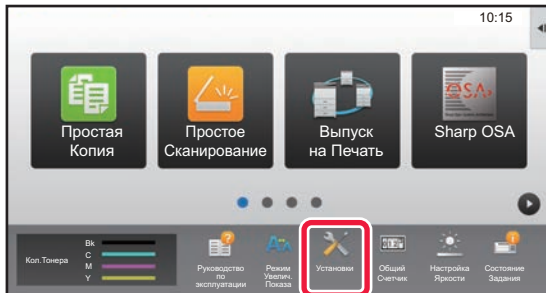 10:15
Простая
Копия
Простое
Сканирование
Выпуск
на Печать
OSA
Sharp OSA
Кол.Тонера
Bk
C
M
Y
Руководство
по
эксплуатации
Режим
Увелич.
Показа
Установки
Общий
Счетчик
Настройка
Яркости
Состояние
Задания